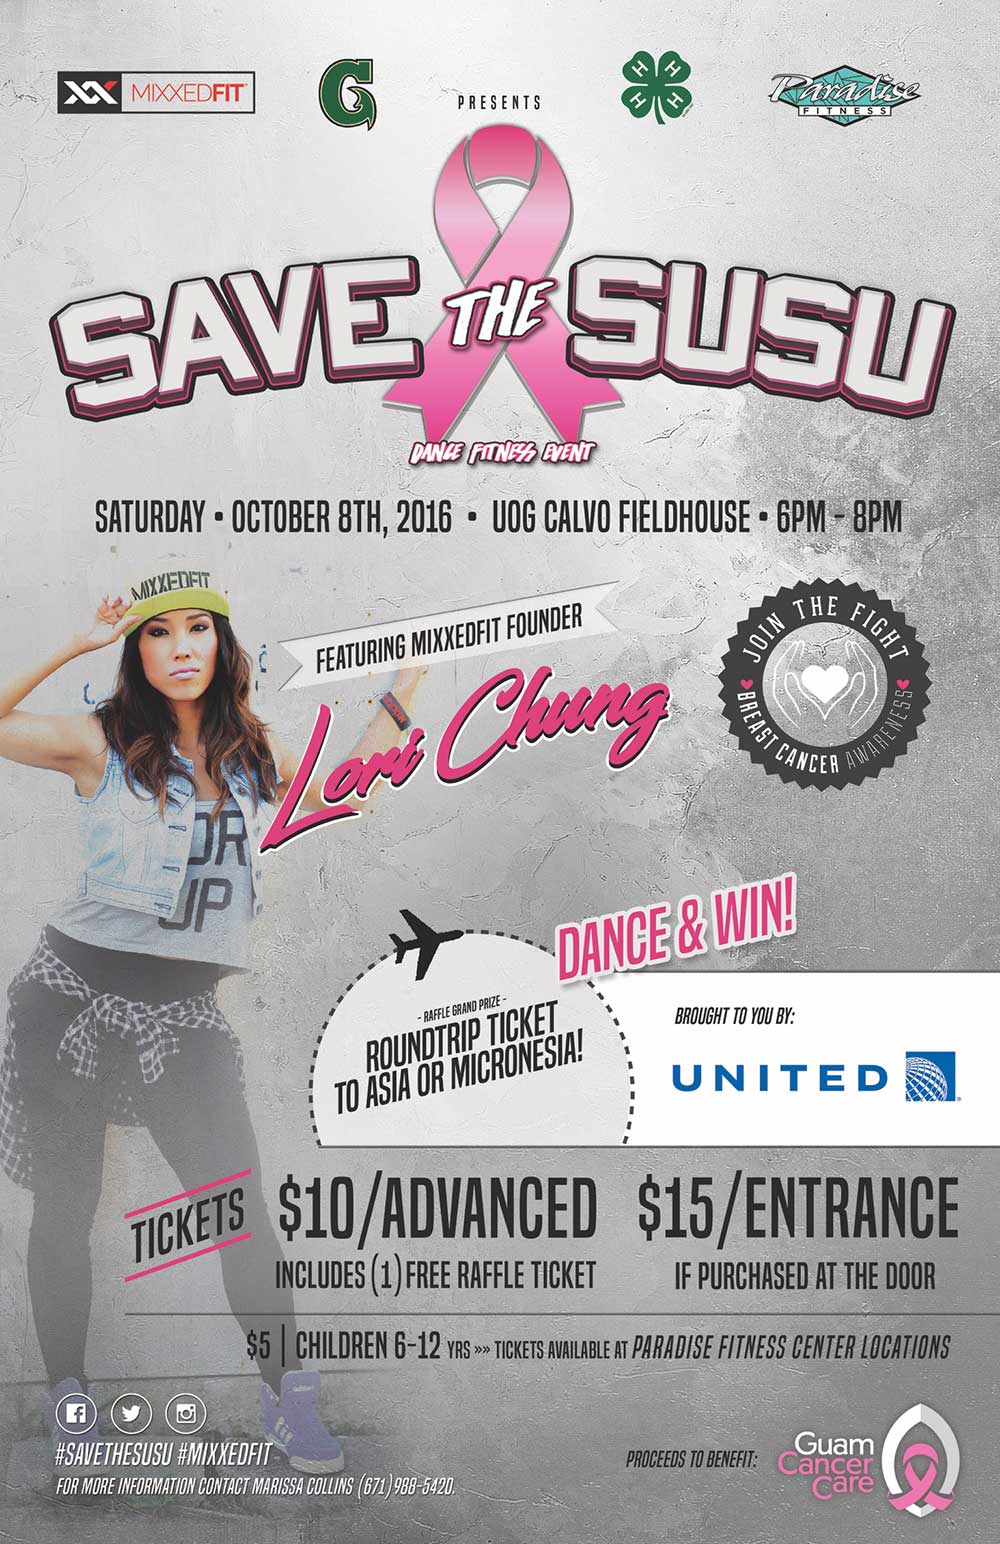 MIXXEDFIT
G
PRESENTS
H H H H
Paradise
FITNESS
SAVE THE SUSU
DANCE FITNESS EVENT
SATURDAY • OCTOBER 8TH, 2016 • UOG CALVO FIELDHOUSE • 6PM - 8PM
MIXXEDFIT
FEATURING MIXXEDFIT FOUNDER
Lori Chung
JOIN THE FIGHT
BREAST CANCER AWARENESS
UP
DANCE & WIN!
- RAFFLE GRAND PRIZE -
ROUNDTRIP TICKET
TO ASIA OR MICRONESIA!
BROUGHT TO YOU BY:
UNITED
TICKETS
$10/ADVANCED
INCLUDES (1) FREE RAFFLE TICKET
$15/ENTRANCE
IF PURCHASED AT THE DOOR
$5 | CHILDREN 6-12 YRS »» TICKETS AVAILABLE AT PARADISE FITNESS CENTER LOCATIONS
#SAVETHESUSU #MIXXEDFIT
FOR MORE INFORMATION CONTACT MARISSA COLLINS (671) 988-5420.
PROCEEDS TO BENEFIT:
Guam
Cancer
Care